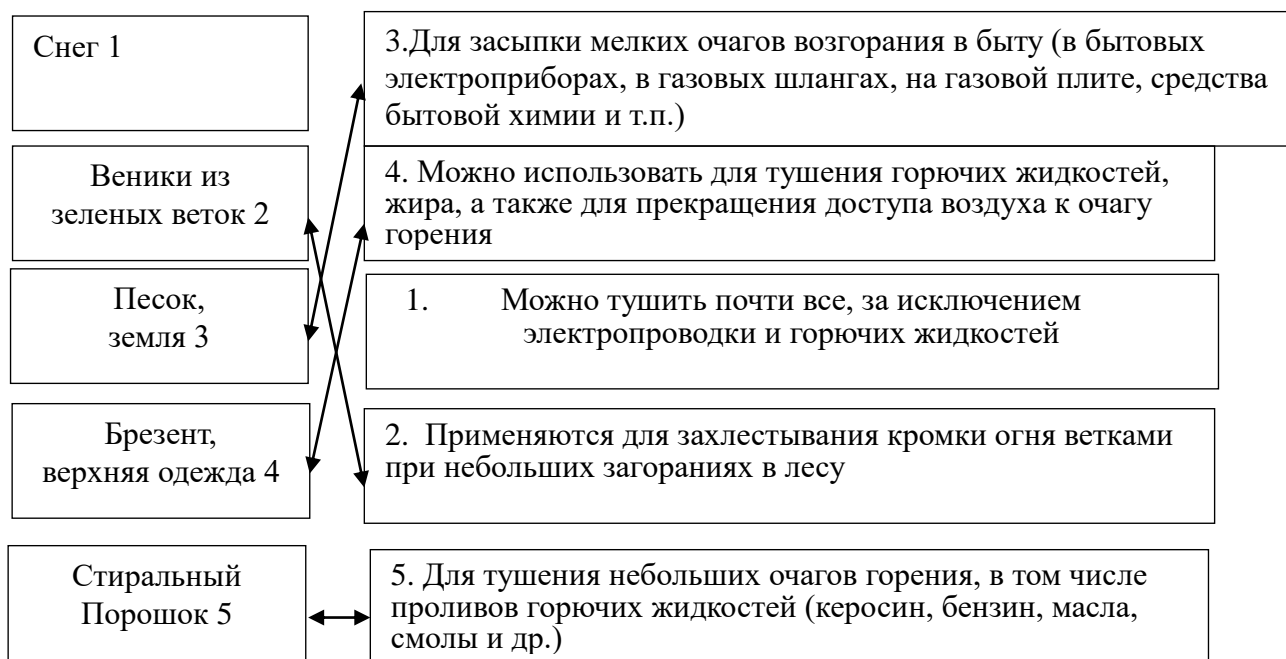 Снег 1
3.Для засыпки мелких очагов возгорания в быту (в бытовых
электроприборах, в газовых шлангах, на газовой плите, средства
бытовой химии и т.п.)
Веники из
зеленых веток 2
4. Можно использовать для тушения горючих жидкостей,
жира, а также для прекращения доступа воздуха к очагу
горения
Песок,
земля 3
1. Можно тушить почти все, за исключением
электропроводки и горючих жидкостей
Брезент,
верхняя одежда 4
2. Применяются для захлестывания кромки огня ветками
при небольших загораниях в лесу
Стиральный
Порошок 5
5. Для тушения небольших очагов горения, в том числе
проливов горючих жидкостей (керосин, бензин, масла,
смолы и др.)